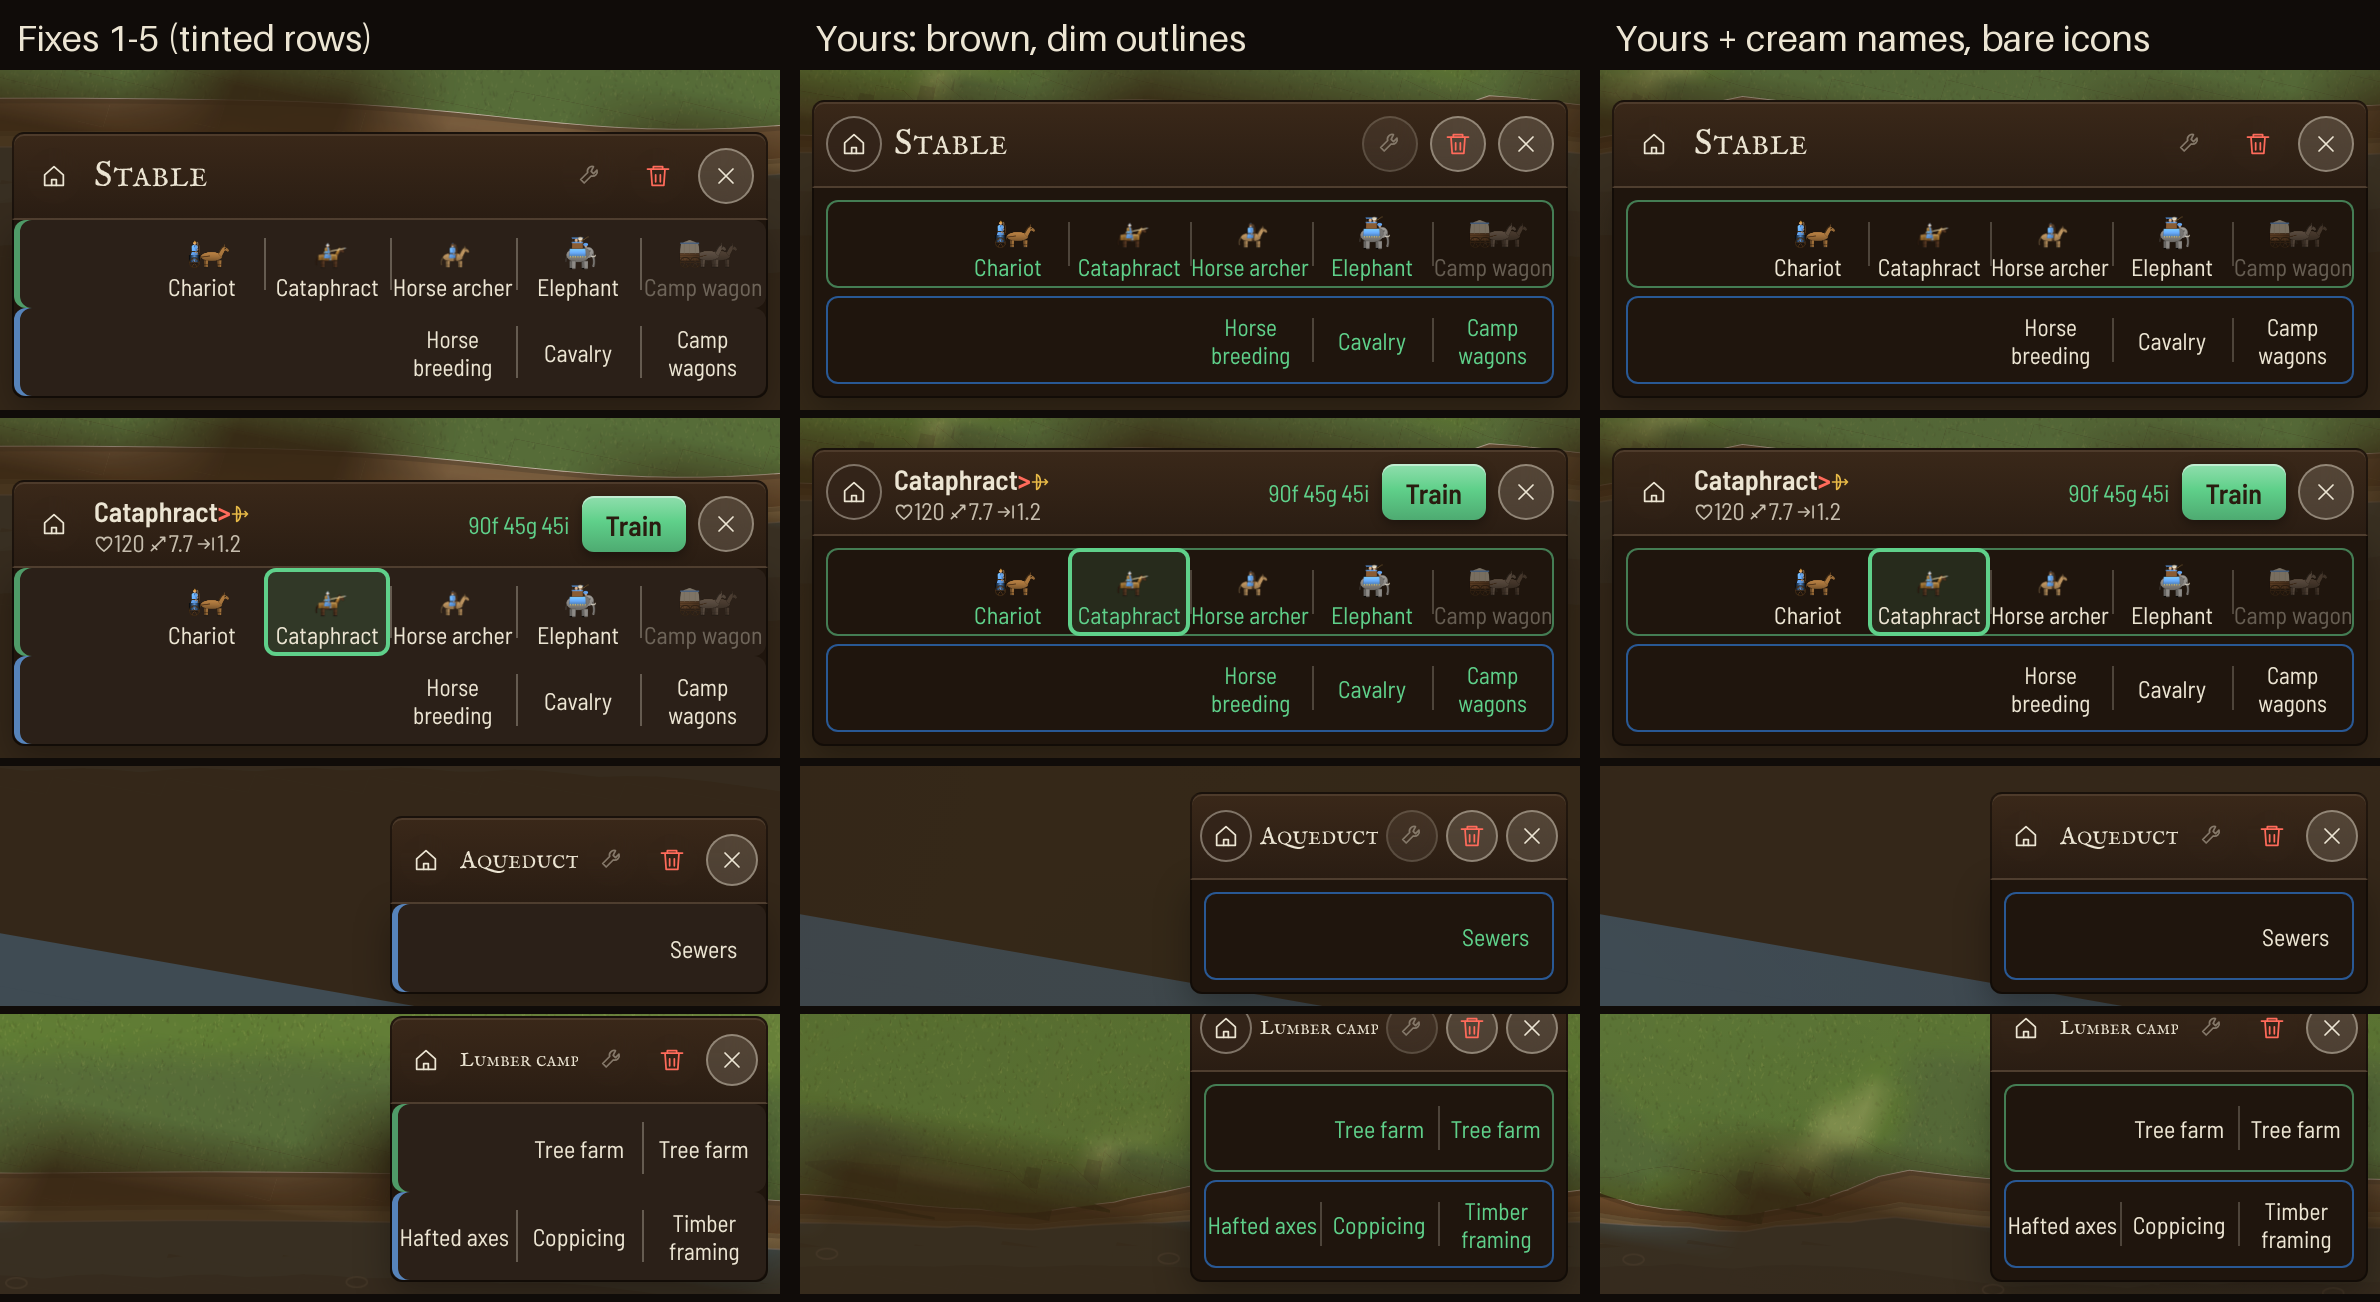 Fixes 1-5 (tinted rows)
Yours: brown, dim outlines
Yours + cream names, bare icons
Stable
Chariot
Cataphract
Horse archer
Elephant
Camp wagon
Horse
breeding
Cavalry
Camp
wagons
Stable
Chariot
Cataphract
Horse archer
Elephant
Camp wagon
Horse
breeding
Cavalry
Camp
wagons
Stable
Chariot
Cataphract
Horse archer
Elephant
Camp wagon
Horse
breeding
Cavalry
Camp
wagons
Cataphract>
120 7.7 1.2
90f 45g 45i
Train
Chariot
Cataphract
Horse archer
Elephant
Camp wagon
Horse
breeding
Cavalry
Camp
wagons
Cataphract>
120 7.7 1.2
90f 45g 45i
Train
Chariot
Cataphract
Horse archer
Elephant
Camp wagon
Horse
breeding
Cavalry
Camp
wagons
Cataphract>
120 7.7 1.2
90f 45g 45i
Train
Chariot
Cataphract
Horse archer
Elephant
Camp wagon
Horse
breeding
Cavalry
Camp
wagons
Aqueduct
Sewers
Aqueduct
Sewers
Aqueduct
Sewers
Lumber camp
Tree farm
Tree farm
Hafted axes
Coppicing
Timber
framing
Lumber camp
Tree farm
Tree farm
Hafted axes
Coppicing
Timber
framing
Lumber camp
Tree farm
Tree farm
Hafted axes
Coppicing
Timber
framing